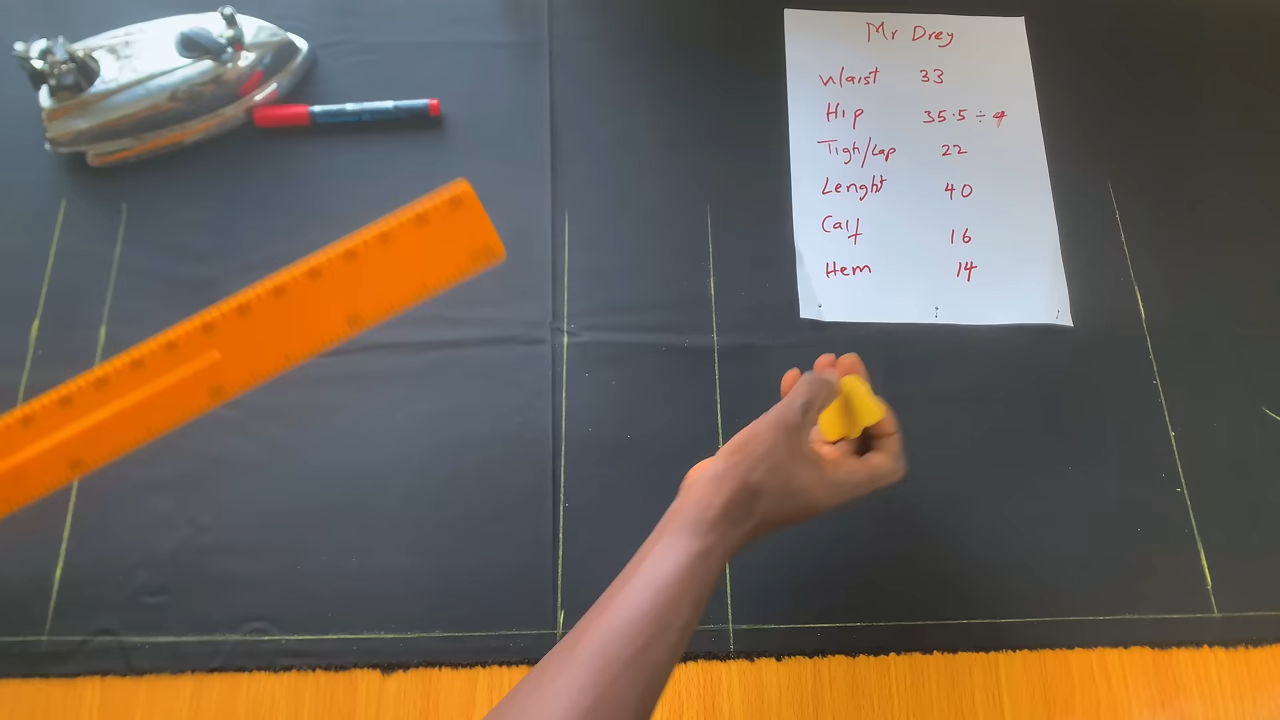 Mr Drey
Waist 33
Hip 35.5 ÷ 4
Tigh/Lap 22
Lenght 40
Calf 16
Hem 14